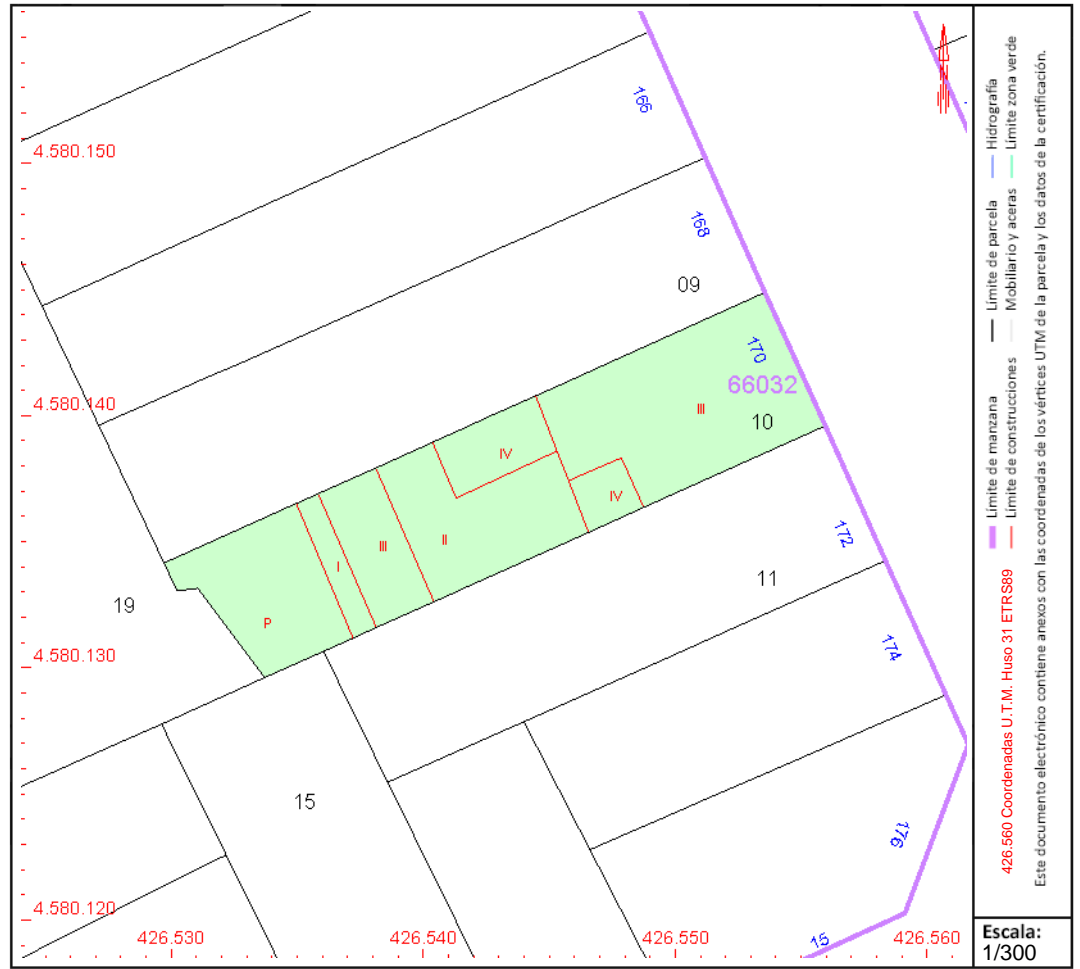 166
4.580.150
168
09
170
66032
4.580.140
10
III
IV
IV
172
II
III
I
11
19
P
174
4.580.130
15
176
4.580.120
426.530
426.540
426.550
426.560
15
Límite de manzana
Límite de parcela
Hidrografía
Límite de construcciones
Mobiliario y aceras
Límite zona verde
426.560 Coordenadas U.T.M. Huso 31 ETRS89
Este documento electrónico contiene anexos con las coordenadas de los vértices UTM de la parcela y los datos de la certificación.
Escala:
1/300